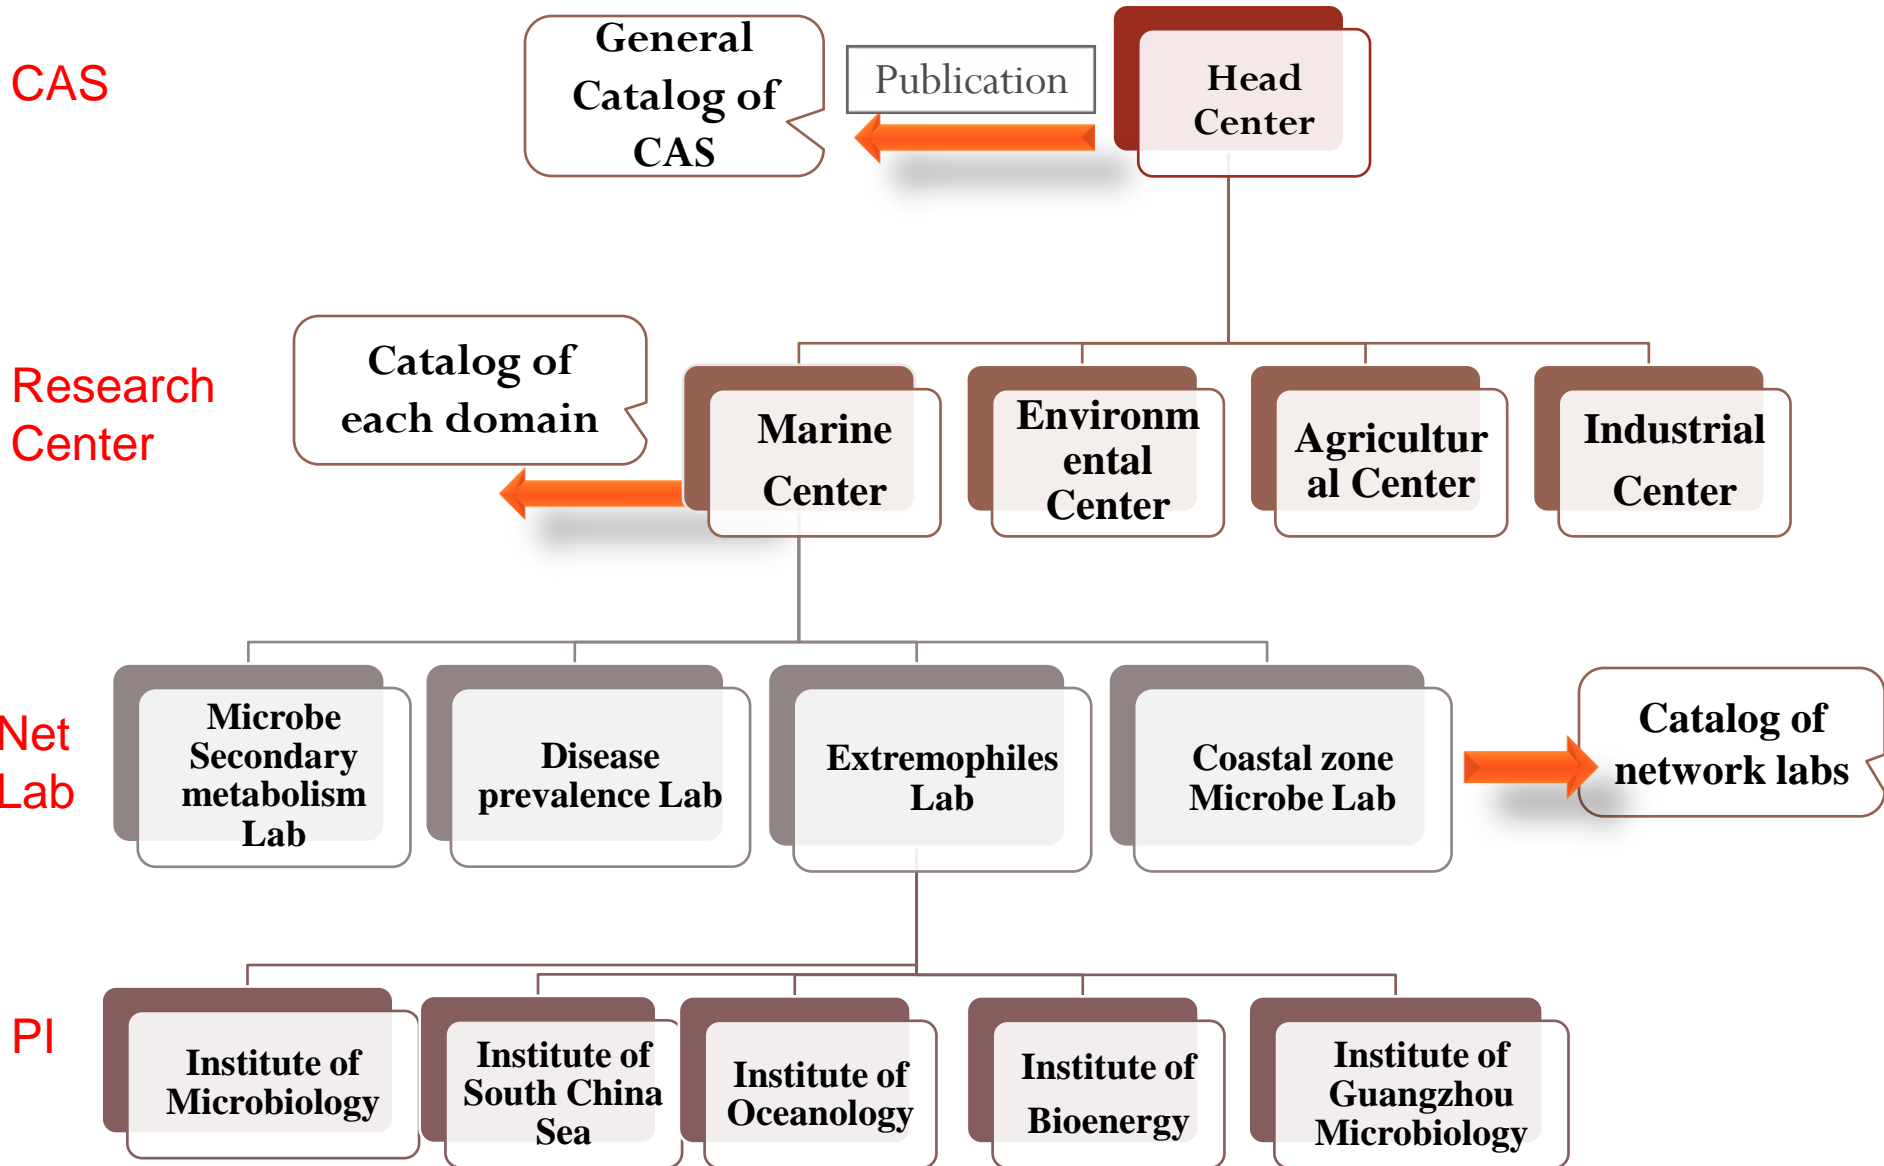 CAS
General
Catalog of
CAS
Publication
Head
Center
Research
Center
Catalog of
each domain
Marine
Center
Environm
ental
Center
Agricultur
al Center
Industrial
Center
Net
Lab
Microbe
Secondary
metabolism
Lab
Disease
prevalence Lab
Extremophiles
Lab
Coastal zone
Microbe Lab
Catalog of
network labs
PI
Institute of
Microbiology
Institute of
South China
Sea
Institute of
Oceanology
Institute of
Bioenergy
Institute of
Guangzhou
Microbiology